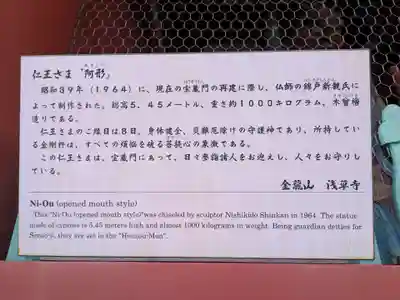 仁王さま「阿形」
昭和39年(1964)に、現在の宝蔵門の再建に際し、仏師の錦戸新観氏に
よって制作された。総高5.45メートル、重さ約1000キログラム、木曽檜
造りである。
仁王さまのご縁日は8日。身体健全、災難厄除けの守護神であり、所持してい
る金剛杵は、すべての煩悩を破る菩提心の象徴である。
この仁王さまは、宝蔵門にあって、日々参詣諸人をお迎えし、人々をお守りし
ている。
金龍山 浅草寺
Ni-Ou (opened mouth style)
This "Ni-Ou (opened mouth style)" was chiseled by sculptor Nishikido Shinkan in 1964. The statue
made of cypress is 5.45 meters high and almost 1000 kilograms in weight. Being guardian deities for
Senso-ji, they are set in the "Hozou-Mon".